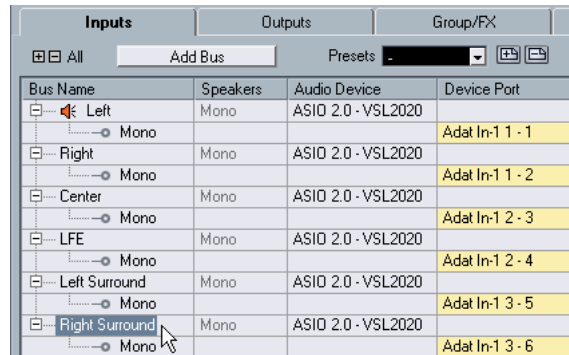 Inputs Outputs Group/FX
All Add Bus Presets -
Bus Name Speakers Audio Device Device Port
Left Mono ASIO 2.0 - VSL2020
Mono Adat In-1 1 - 1
Right Mono ASIO 2.0 - VSL2020
Mono Adat In-1 1 - 2
Center Mono ASIO 2.0 - VSL2020
Mono Adat In-1 2 - 3
LFE Mono ASIO 2.0 - VSL2020
Mono Adat In-1 2 - 4
Left Surround Mono ASIO 2.0 - VSL2020
Mono Adat In-1 3 - 5
Right Surround Mono ASIO 2.0 - VSL2020
Mono Adat In-1 3 - 6